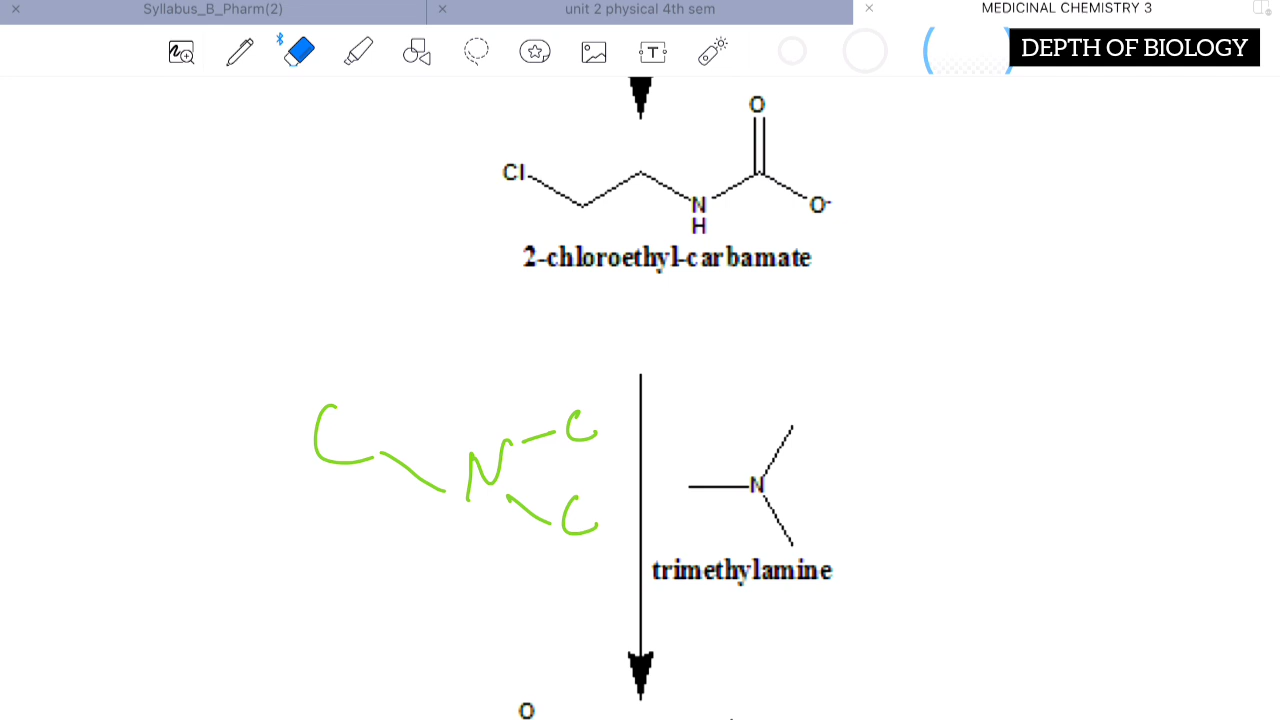 Syllabus_B_Pharm(2)
unit 2 physical 4th sem
MEDICINAL CHEMISTRY 3
T
DEPTH OF BIOLOGY
O
Cl
N
H
O-
2-chloroethyl-carbamate
C
N
C
C
N
trimethylamine
O